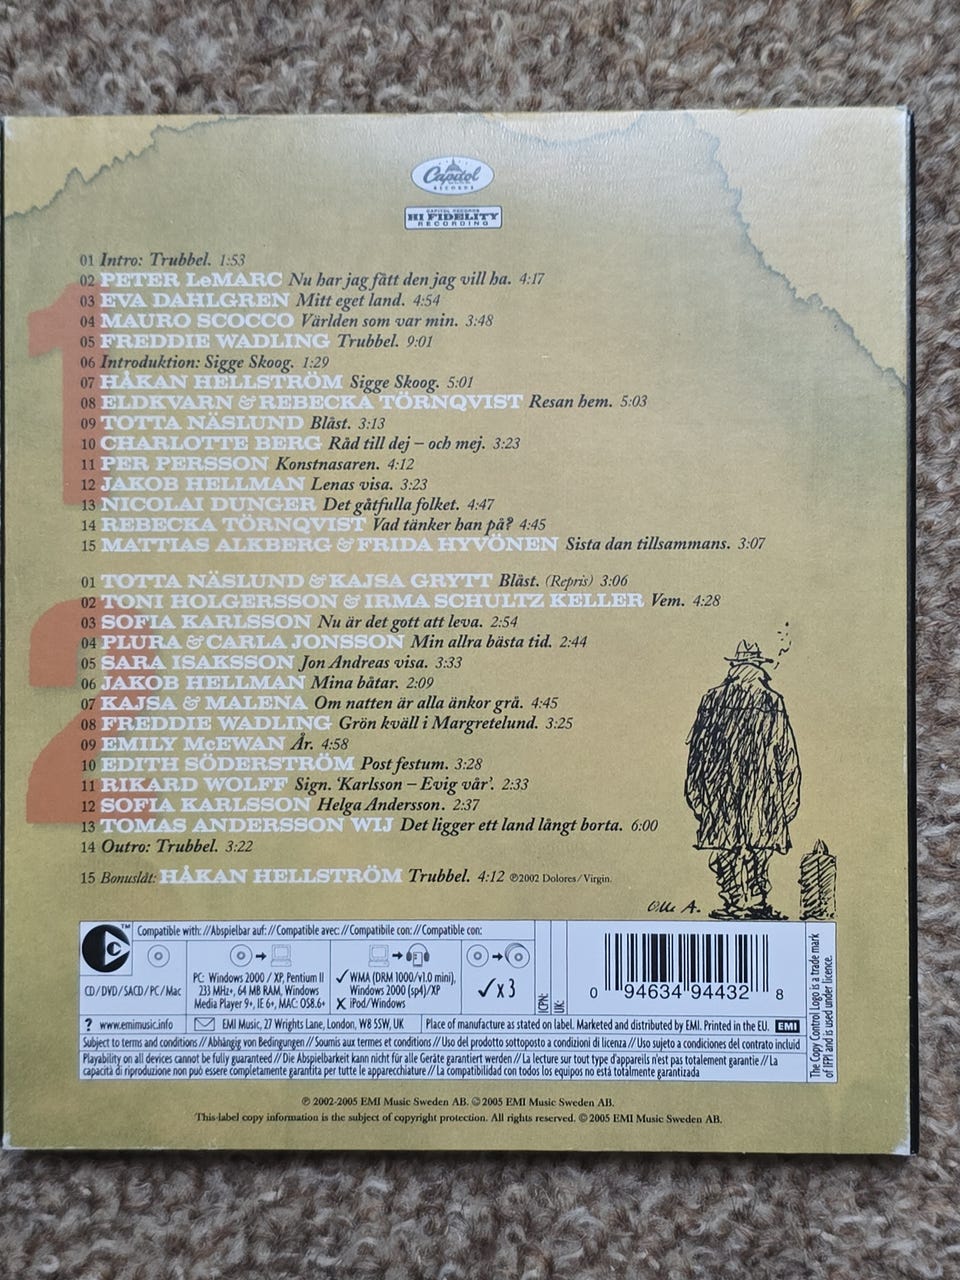 Capitol
RECORDS
CAPITOL RECORDS
HI FIDELITY
RECORDING
1
01 Intro: Trubbel. 1:53
02 PETER LeMARC Nu har jag fått den jag vill ha. 4:17
03 EVA DAHLGREN Mitt eget land. 4:54
04 MAURO SCOCCO Världen som var min. 3:48
05 FREDDIE WADLING Trubbel. 9:01
06 Introduktion: Sigge Skoog. 1:29
07 HÅKAN HELLSTRÖM Sigge Skoog. 5:01
08 ELDKVARN & REBECKA TÖRNQVIST Resan hem. 5:03
09 TOTTA NÄSLUND Blåst. 3:13
10 CHARLOTTE BERG Råd till dej – och mej. 3:23
11 PER PERSSON Konstnasaren. 4:12
12 JAKOB HELLMAN Lenas visa. 3:23
13 NICOLAI DUNGER Det gåtfulla folket. 4:47
14 REBECKA TÖRNQVIST Vad tänker han på? 4:45
15 MATTIAS ALKBERG & FRIDA HYVÖNEN Sista dan tillsammans. 3:07
2
01 TOTTA NÄSLUND & KAJSA GRYTT Blåst. (Repris) 3:06
02 TONI HOLGERSSON & IRMA SCHULTZ KELLER Vem. 4:28
03 SOFIA KARLSSON Nu är det gott att leva. 2:54
04 PLURA & CARLA JONSSON Min allra bästa tid. 2:44
05 SARA ISAKSSON Jon Andreas visa. 3:33
06 JAKOB HELLMAN Mina båtar. 2:09
07 KAJSA & MALENA Om natten är alla änkor grå. 4:45
08 FREDDIE WADLING Grön kväll i Margretelund. 3:25
09 EMILY McEWAN År. 4:58
10 EDITH SÖDERSTRÖM Post festum. 3:28
11 RIKARD WOLFF Sign. ‘Karlsson – Evig vår’. 2:33
12 SOFIA KARLSSON Helga Andersson. 2:37
13 TOMAS ANDERSSON WIJ Det ligger ett land långt borta. 6:00
14 Outro: Trubbel. 3:22
15 Bonuslåt: HÅKAN HELLSTRÖM Trubbel. 4:12 ℗2002 Dolores/Virgin.
Olle A.
C TM
Compatible with: // Abspielbar auf: // Compatible avec: // Compatibile con: // Compatible con:
CD/DVD/SACD/PC/Mac
PC: Windows 2000 / XP, Pentium II
233 MHz+, 64 MB RAM, Windows
Media Player 9+, IE 6+, MAC: OS8.6+
✓ WMA (DRM 1000/v1.0 mini),
Windows 2000 (sp4)/XP
X iPod/Windows
✓x3
ICPN:
UK:
0 94634 94432 8
The Copy Control Logo is a trade mark
of IFPI and is used under licence.
? www.emimusic.info
EMI Music, 27 Wrights Lane, London, W8 5SW, UK
Place of manufacture as stated on label. Marketed and distributed by EMI. Printed in the EU. EMI
Subject to terms and conditions // Abhängig von Bedingungen // Soumis aux termes et conditions // Uso del prodotto sottoposto a condizioni di licenza // Uso sujeto a condiciones del contrato includ
Playability on all devices cannot be fully guaranteed // Die Abspielbarkeit kann nicht für alle Geräte garantiert werden // La lecture sur tout type d'appareils n'est pas totalement garantie // La
capacità di riproduzione non può essere completamente garantita per tutte le apparecchiature // La compatibilidad con todos los equipos no está totalmente garantizada
℗ 2002-2005 EMI Music Sweden AB. © 2005 EMI Music Sweden AB.
This label copy information is the subject of copyright protection. All rights reserved. © 2005 EMI Music Sweden AB.